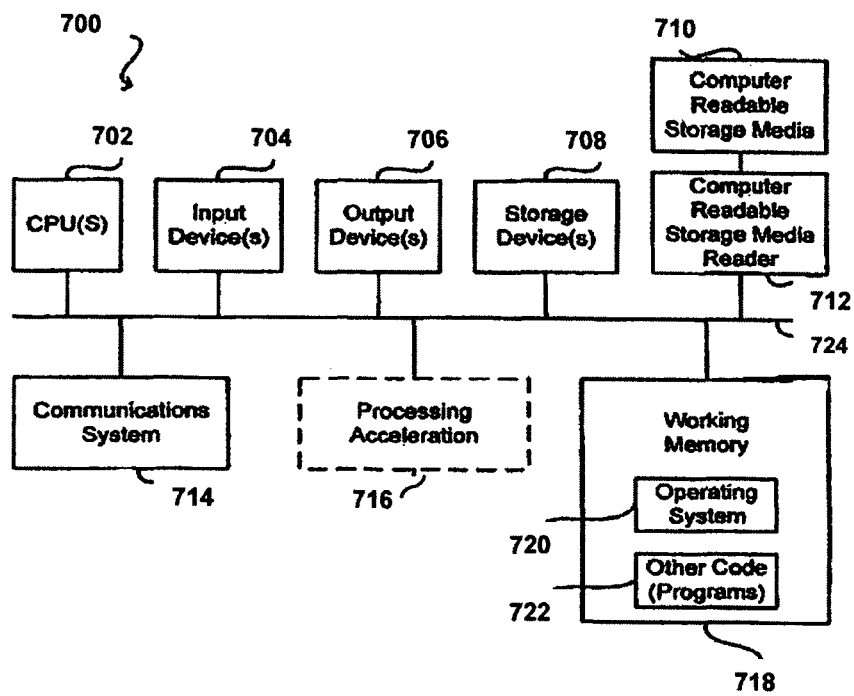 700
710
Computer
Readable
Storage Media
702
704
706
708
CPU(S)
Input
Device(s)
Output
Device(s)
Storage
Device(s)
Computer
Readable
Storage Media
Reader
712
724
Communications
System
714
Processing
Acceleration
716
Working
Memory
Operating
System
720
Other Code
(Programs)
722
718